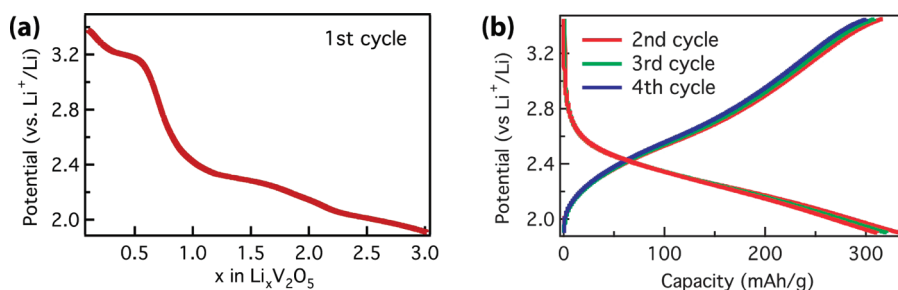 (a)
1st cycle
Potential (vs. Li⁺/Li)
3.2
2.8
2.4
2.0
0.5 1.0 1.5 2.0 2.5 3.0
x in LiₓV₂O₅
(b)
2nd cycle
3rd cycle
4th cycle
Potential (vs Li⁺/Li)
3.2
2.8
2.4
2.0
0 100 200 300
Capacity (mAh/g)